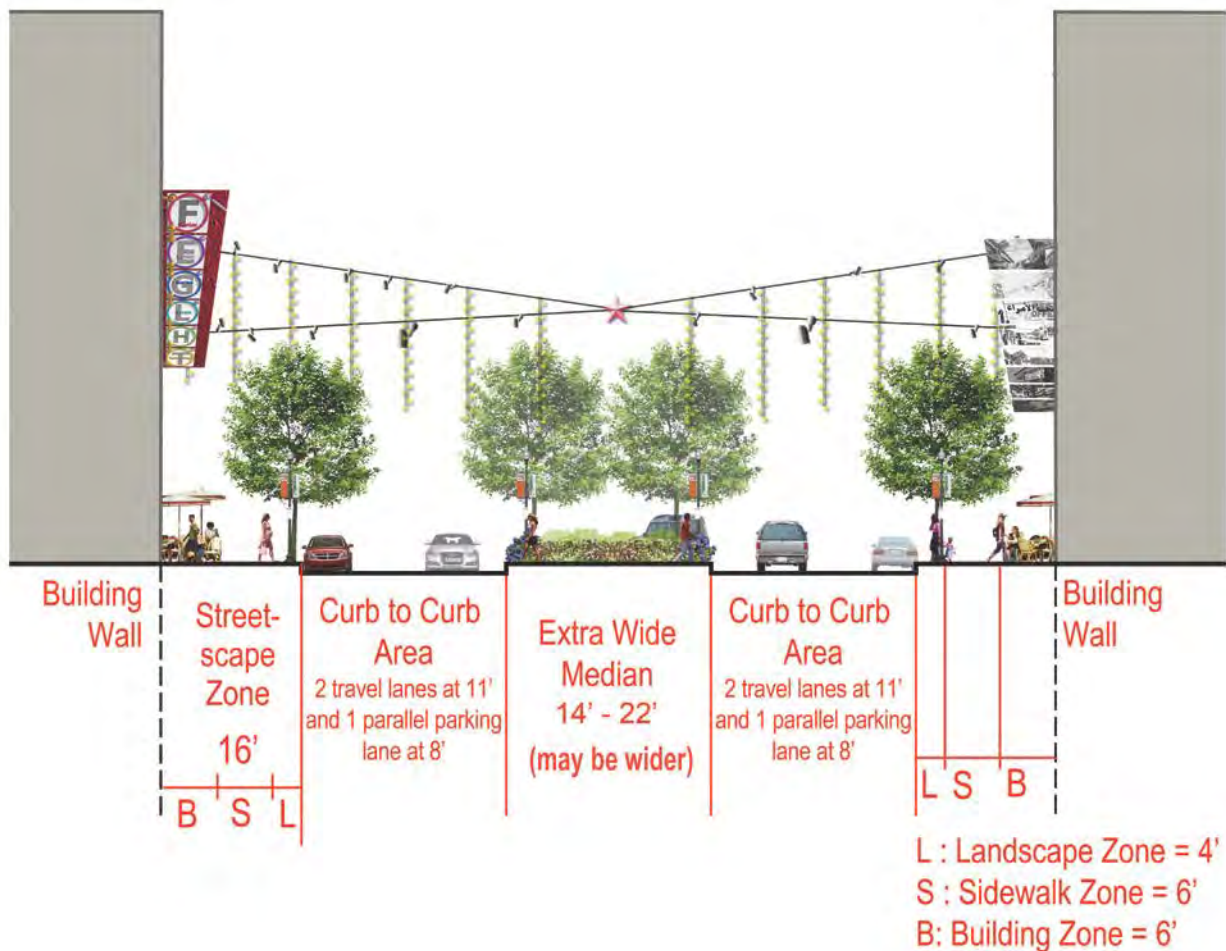 F
E
G
L
H
T
Building
Wall
Street-
scape
Zone
16'
B S L
Curb to Curb
Area
2 travel lanes at 11'
and 1 parallel parking
lane at 8'
Extra Wide
Median
14' - 22'
(may be wider)
Curb to Curb
Area
2 travel lanes at 11'
and 1 parallel parking
lane at 8'
L S B
Building
Wall
L : Landscape Zone = 4'
S : Sidewalk Zone = 6'
B: Building Zone = 6'